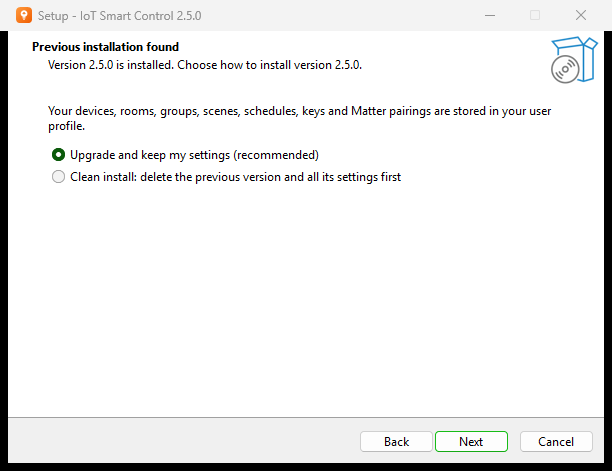 Setup - IoT Smart Control 2.5.0
Previous installation found
Version 2.5.0 is installed. Choose how to install version 2.5.0.
Your devices, rooms, groups, scenes, schedules, keys and Matter pairings are stored in your user
profile.
Upgrade and keep my settings (recommended)
Clean install: delete the previous version and all its settings first
Back
Next
Cancel